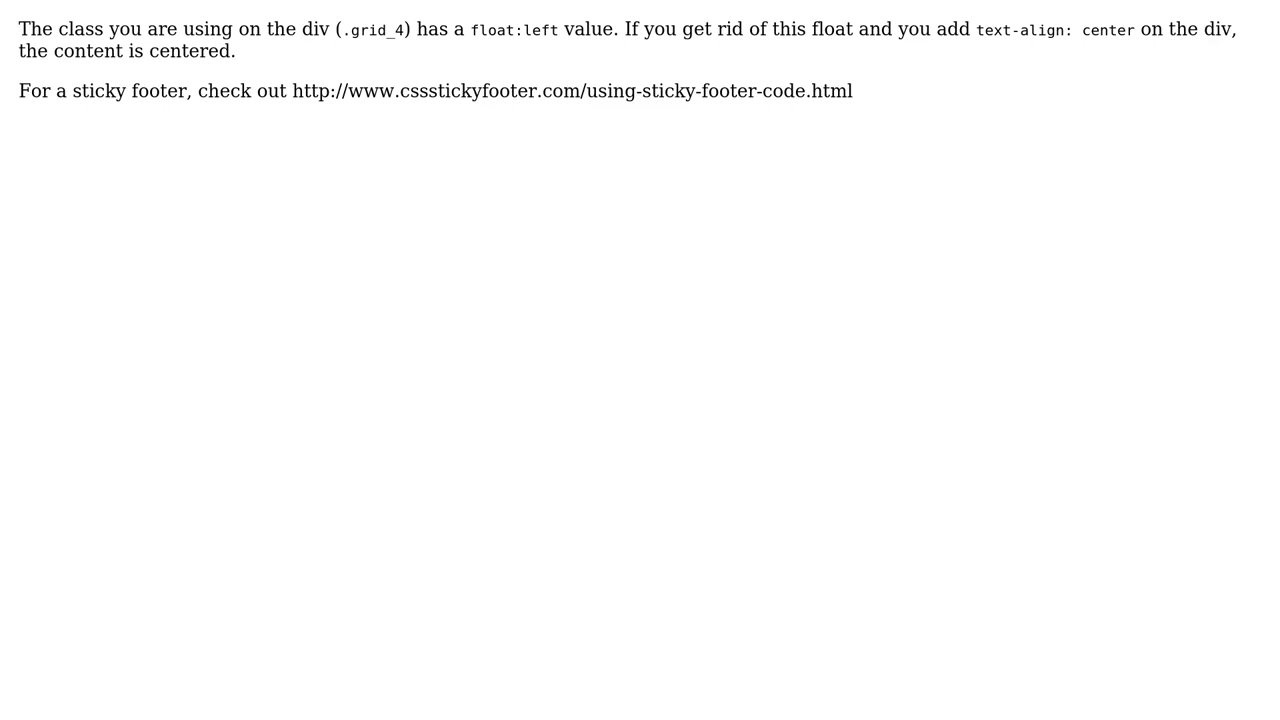 The class you are using on the div (.grid_4) has a float:left value. If you get rid of this float and you add text-align: center on the div,
the content is centered.
For a sticky footer, check out http://www.cssstickyfooter.com/using-sticky-footer-code.html